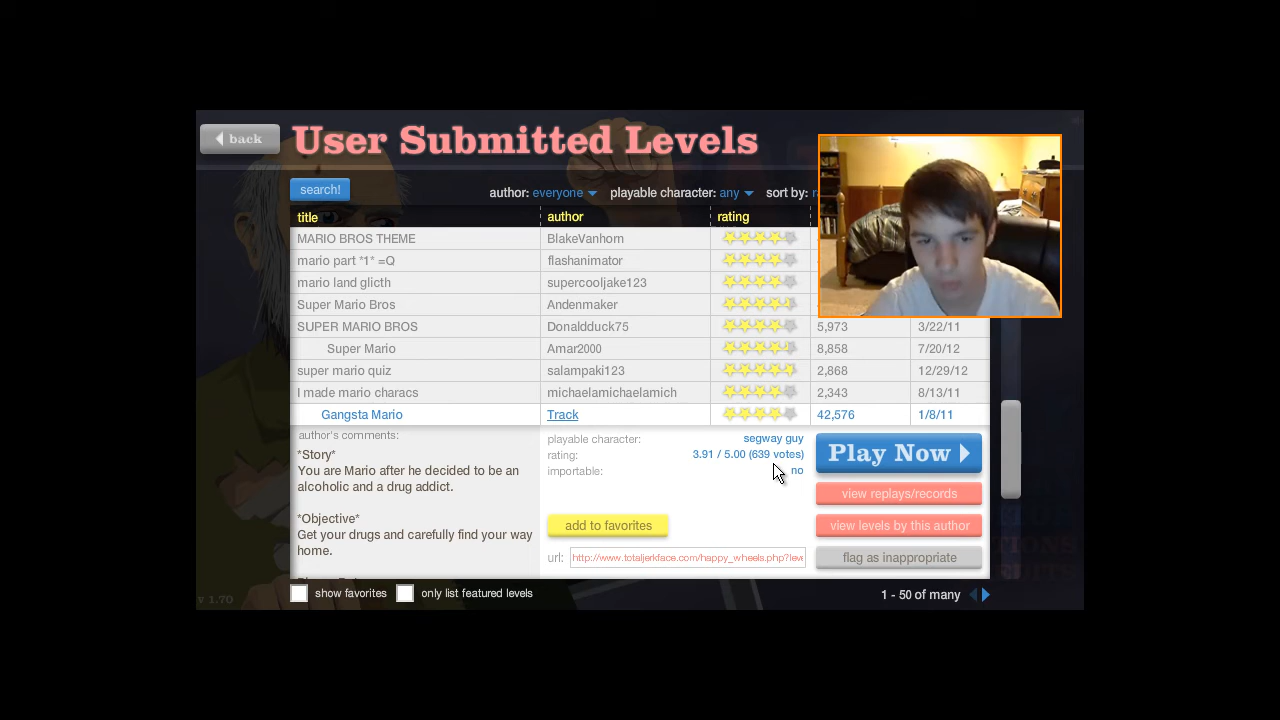 back
User Submitted Levels
search!
author: everyone playable character: any sort by:
title author rating
MARIO BROS THEME BlakeVanhorn
mario part *1* =Q flashanimator
mario land glicth supercooljake123
Super Mario Bros Andenmaker
SUPER MARIO BROS Donaldduck75 5,973 3/22/11
Super Mario Amar2000 8,858 7/20/12
super mario quiz salampaki123 2,868 12/29/12
I made mario characs michaelamichaelamich 2,343 8/13/11
Gangsta Mario Track 42,576 1/8/11
author's comments:
*Story*
You are Mario after he decided to be an
alcoholic and a drug addict.
*Objective*
Get your drugs and carefully find your way
home.
playable character: segway guy
rating: 3.91 / 5.00 (639 votes)
importable: no
add to favorites
url: http://www.totaljerkface.com/happy_wheels.php?leve
Play Now
view replays/records
view levels by this author
flag as inappropriate
show favorites only list featured levels
1 - 50 of many
v 1.70